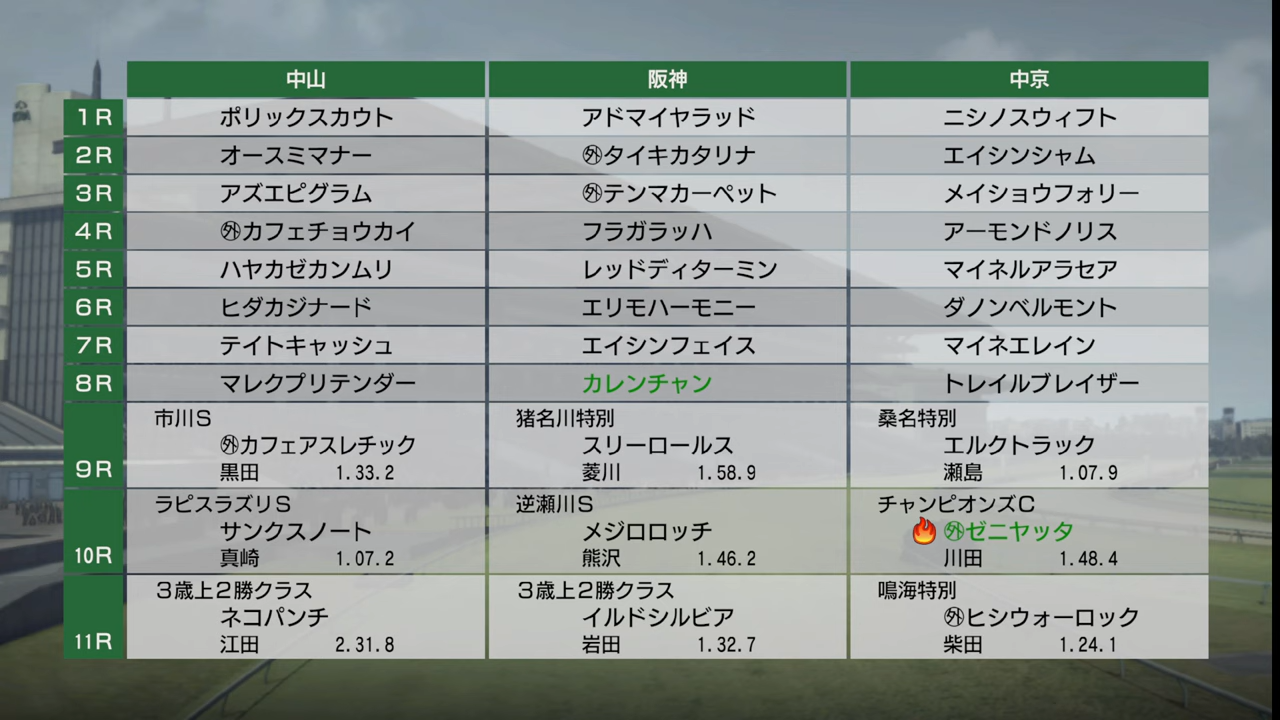 中山 阪神 中京
1R ポリックスカウト アドマイヤラッド ニシノスウィフト
2R オースミマナー ㊕タイキカタリナ エイシンシャム
3R アズエピグラム 外テンマカーペット メイショウフォリー
4R 外カフェチョウカイ フラガラッハ アーモンドノリス
5R ハヤカゼカンムリ レッドディターミン マイネルアラセア
6R ヒダカジナード エリモハーモニー ダノンベルモント
7R テイトキャッシュ エイシンフェイス マイネエレイン
8R マレクプリテンダー カレンチャン トレイルブレイザー
市川S 猪名川特別 桑名特別
外カフェアスレチック スリーロールス エルクトラック
9R 黒田 1.33.2 菱川 1.58.9 瀬島 1.07.9
ラピスラズリS 逆瀬川S チャンピオンズC
サンクスノート メジロロッチ 外ゼニヤッタ
10R 真崎 1.07.2 熊沢 1.46.2 川田 1.48.4
3歳上2勝クラス 3歳上2勝クラス 鳴海特別
ネコパンチ イルドシルビア 外ヒシウォーロック
11R 江田 2.31.8 岩田 1.32.7 柴田 1.24.1